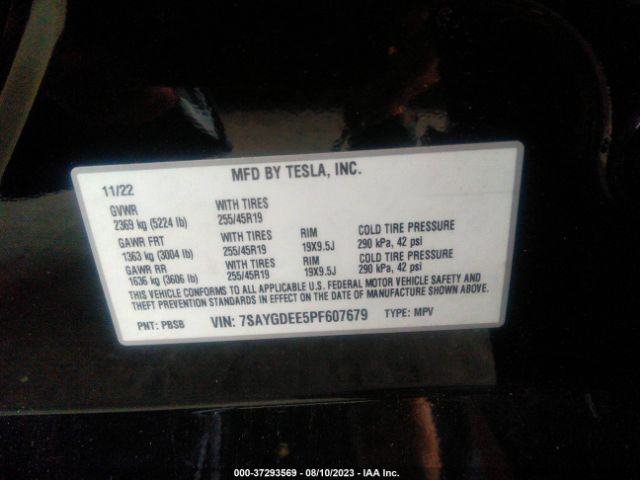 MFD BY TESLA, INC.
11/22
GVWR WITH TIRES
2369 kg (5224 lb) 255/45R19
GAWR FRT WITH TIRES RIM COLD TIRE PRESSURE
1363 kg (3004 lb) 255/45R19 19X9.5J 290 kPa, 42 psi
GAWR RR WITH TIRES RIM COLD TIRE PRESSURE
1636 kg (3606 lb) 255/45R19 19X9.5J 290 kPa, 42 psi
THIS VEHICLE CONFORMS TO ALL APPLICABLE U.S. FEDERAL MOTOR VEHICLE SAFETY AND
THEFT PREVENTION STANDARDS IN EFFECT ON THE DATE OF MANUFACTURE SHOWN ABOVE.
PNT: PBSB VIN: 7SAYGDEE5PF607679 TYPE: MPV
000-37293569 - 08/10/2023 - IAA Inc.